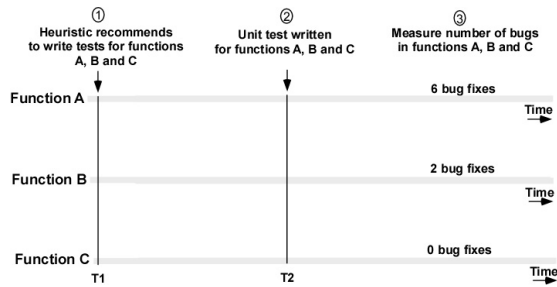 1
Heuristic recommends
to write tests for functions
A, B and C
2
Unit test written
for functions A, B and C
3
Measure number of bugs
in functions A, B and C
Function A
6 bug fixes
Time
Function B
2 bug fixes
Time
Function C
0 bug fixes
T1
T2
Time